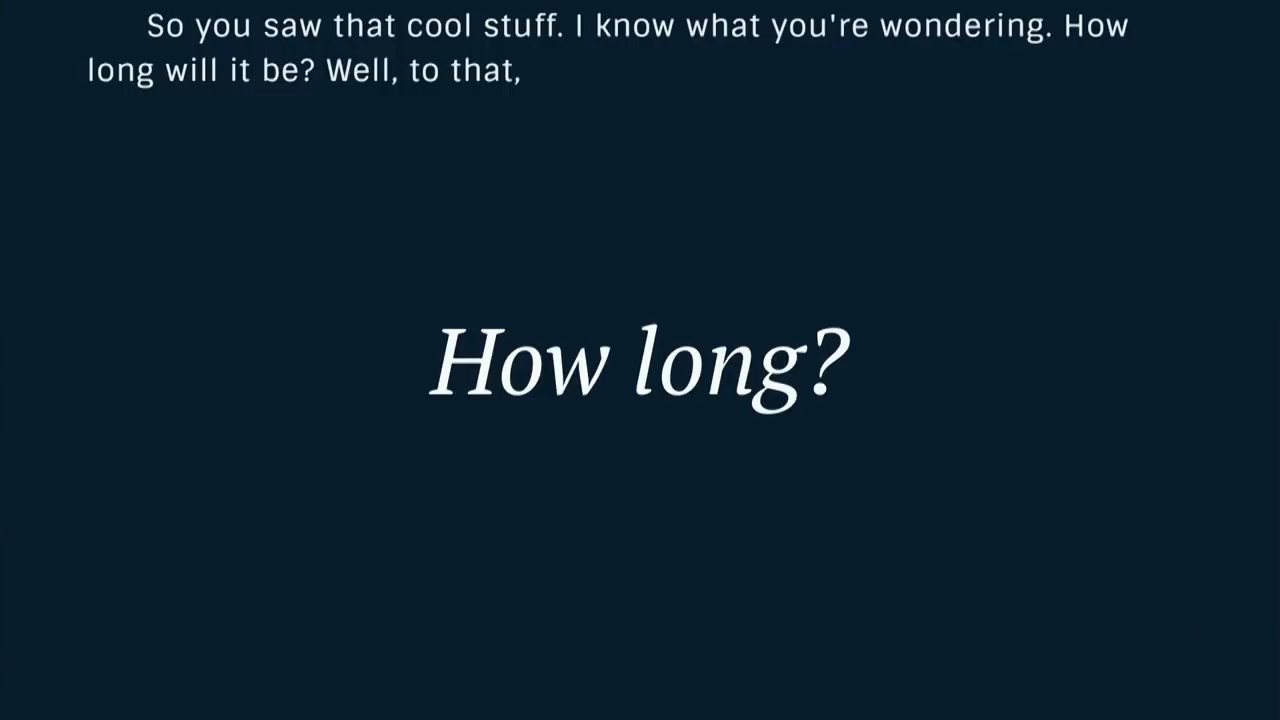 So you saw that cool stuff. I know what you're wondering. How
long will it be? Well, to that,
How long?